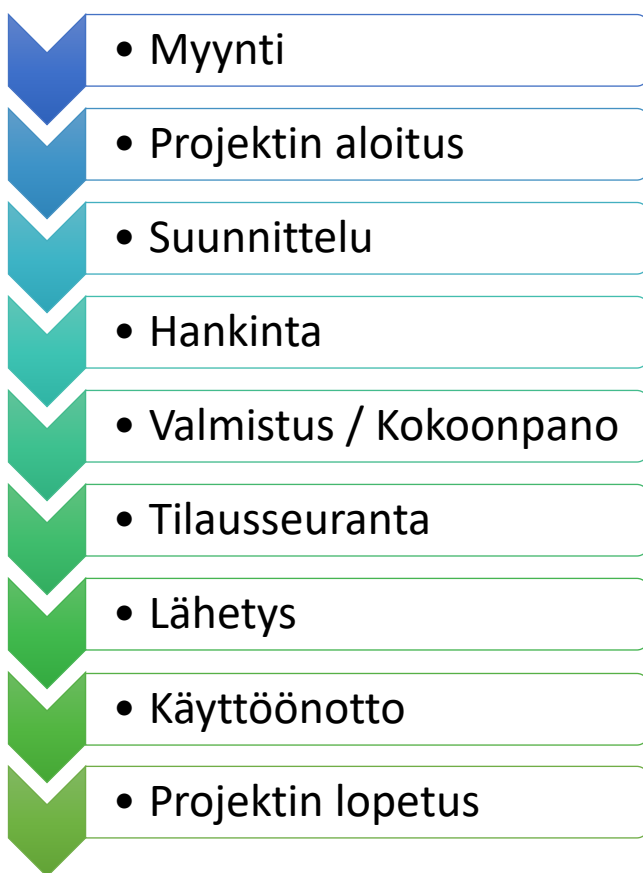 • Myynti
• Projektin aloitus
• Suunnittelu
• Hankinta
• Valmistus / Kokoonpano
• Tilausseuranta
• Lähetys
• Käyttöönotto
• Projektin lopetus